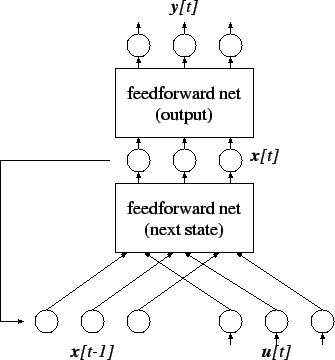 y[t]
feedforward net
(output)
x[t]
feedforward net
(next state)
x[t-1] u[t]